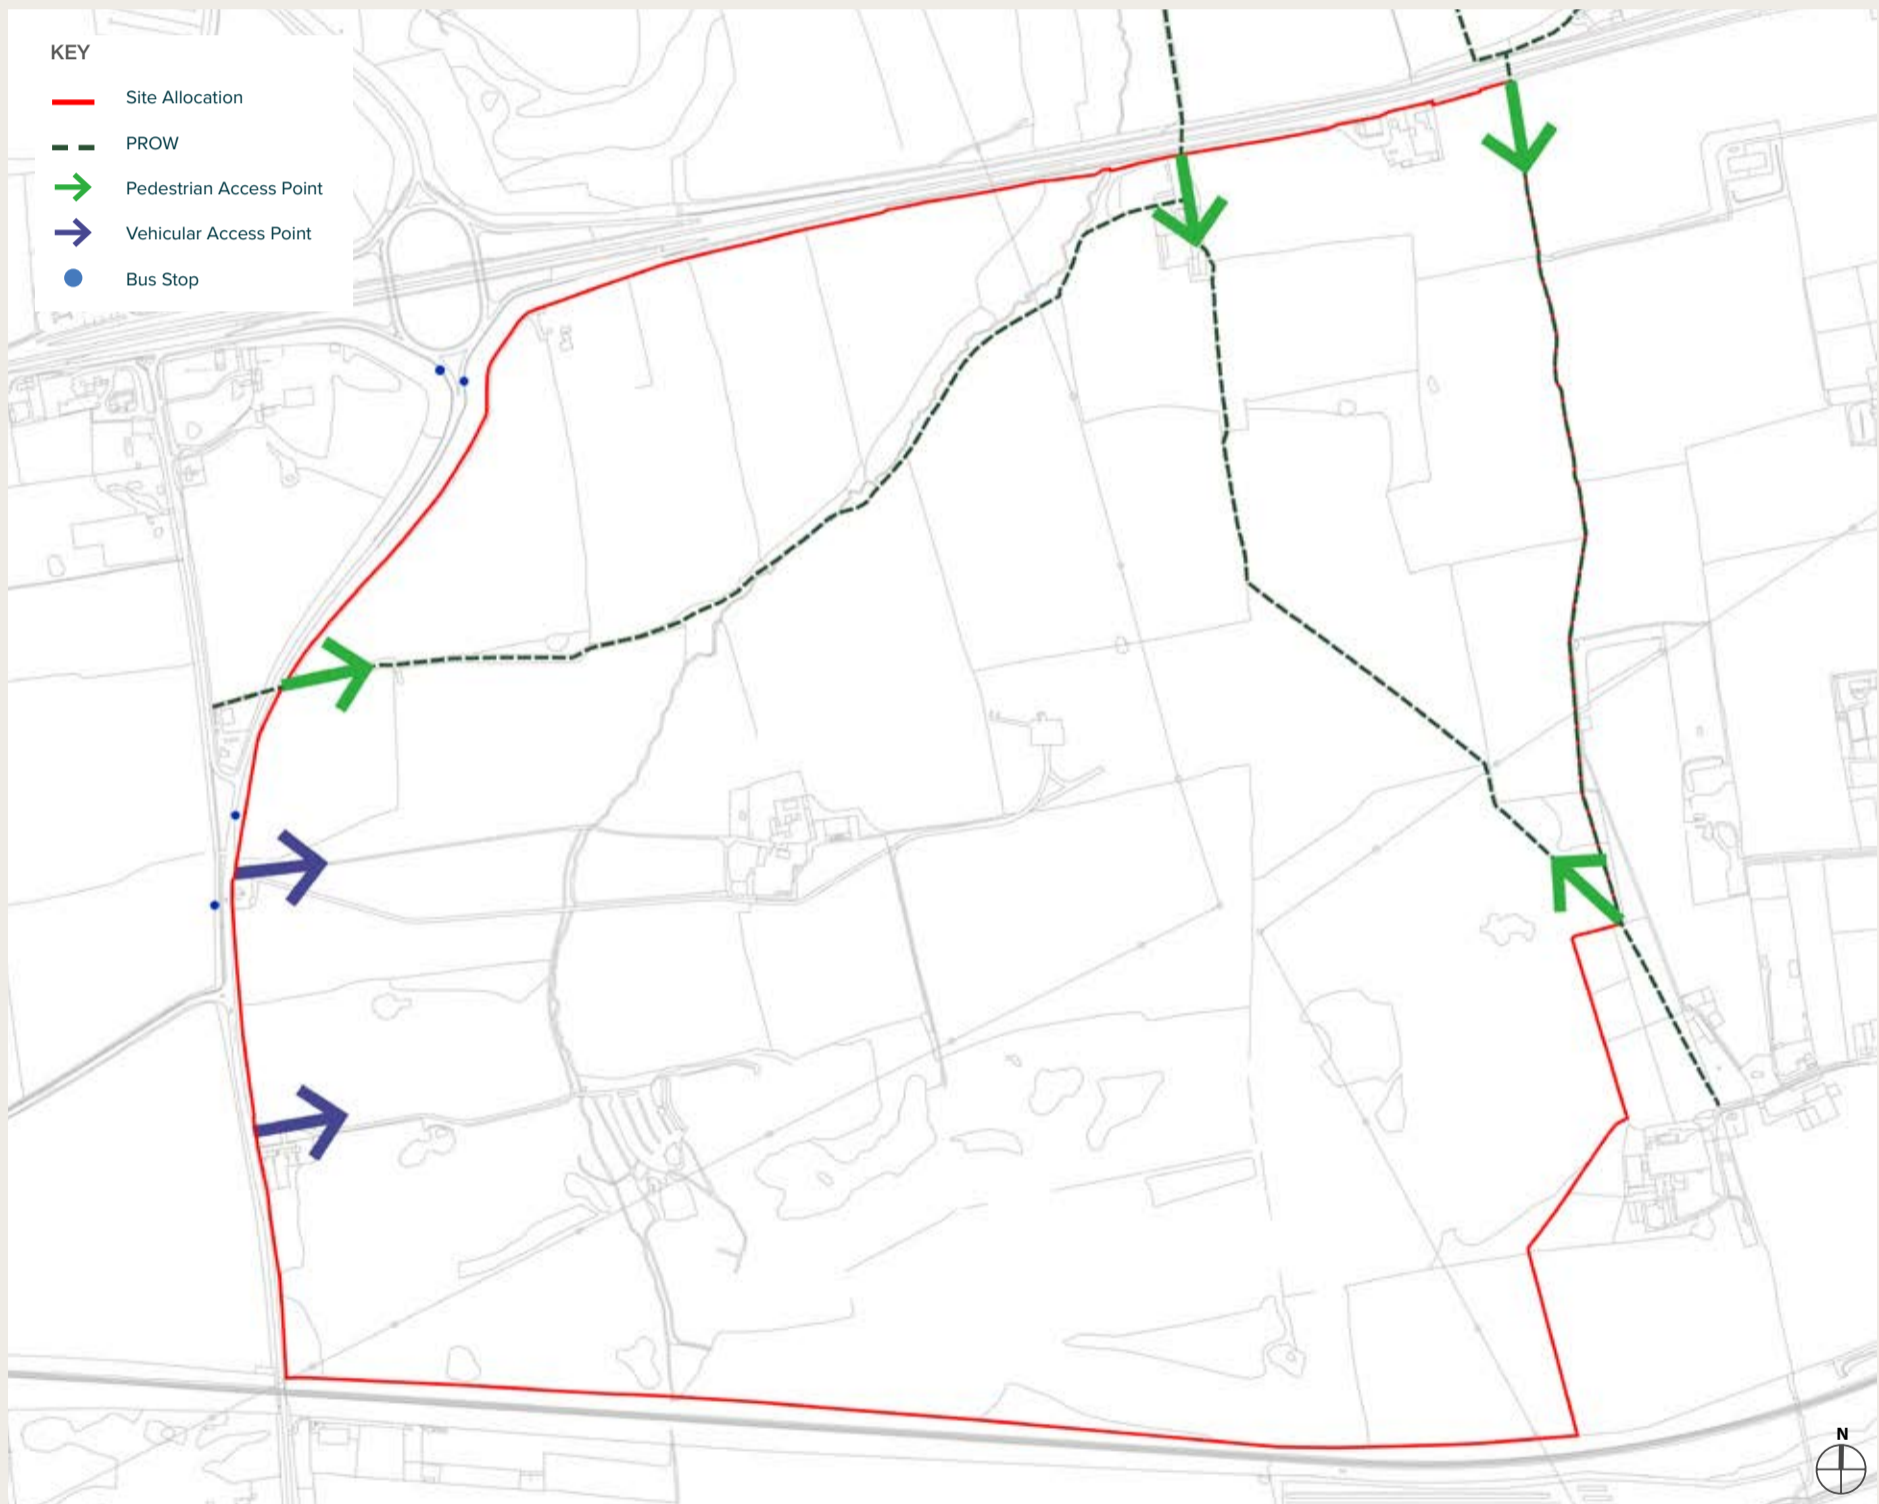 KEY
Site Allocation
PROW
Pedestrian Access Point
Vehicular Access Point
Bus Stop
N